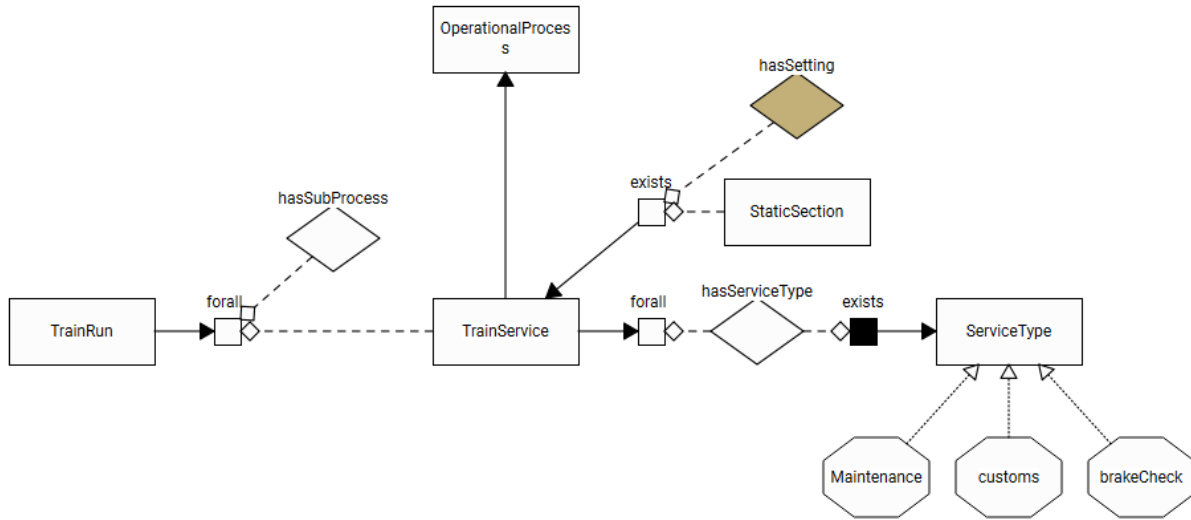 OperationalProces
s
hasSetting
exists
StaticSection
hasSubProcess
forall
TrainRun
TrainService
forall
hasServiceType
exists
ServiceType
Maintenance
customs
brakeCheck